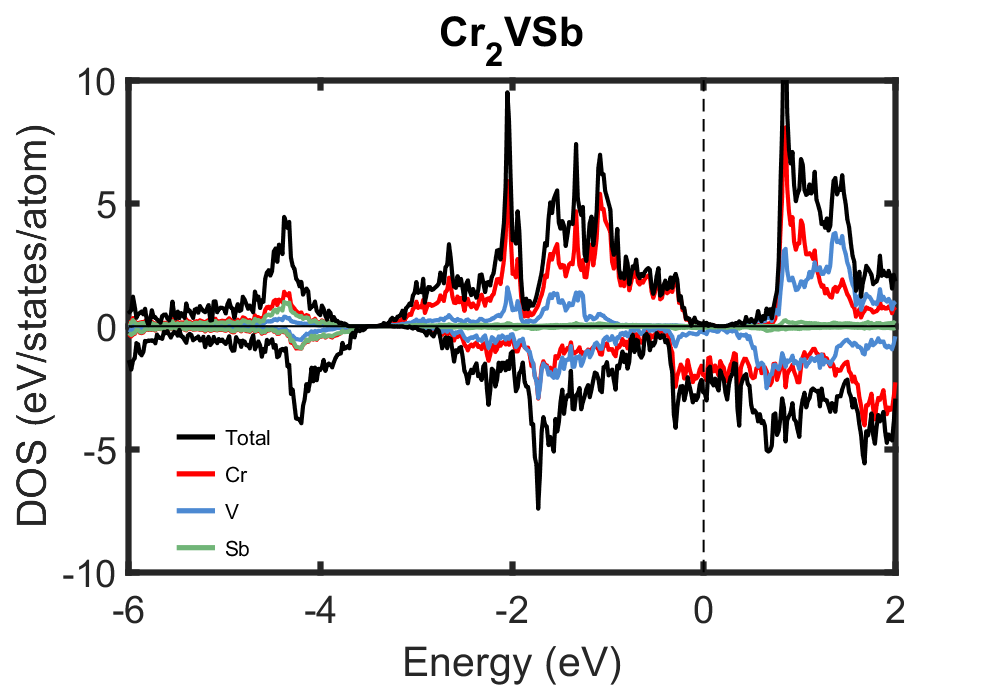 Cr2VSb
DOS (eV/states/atom)
10
5
0
-5
-10
Total
Cr
V
Sb
-6 -4 -2 0 2
Energy (eV)